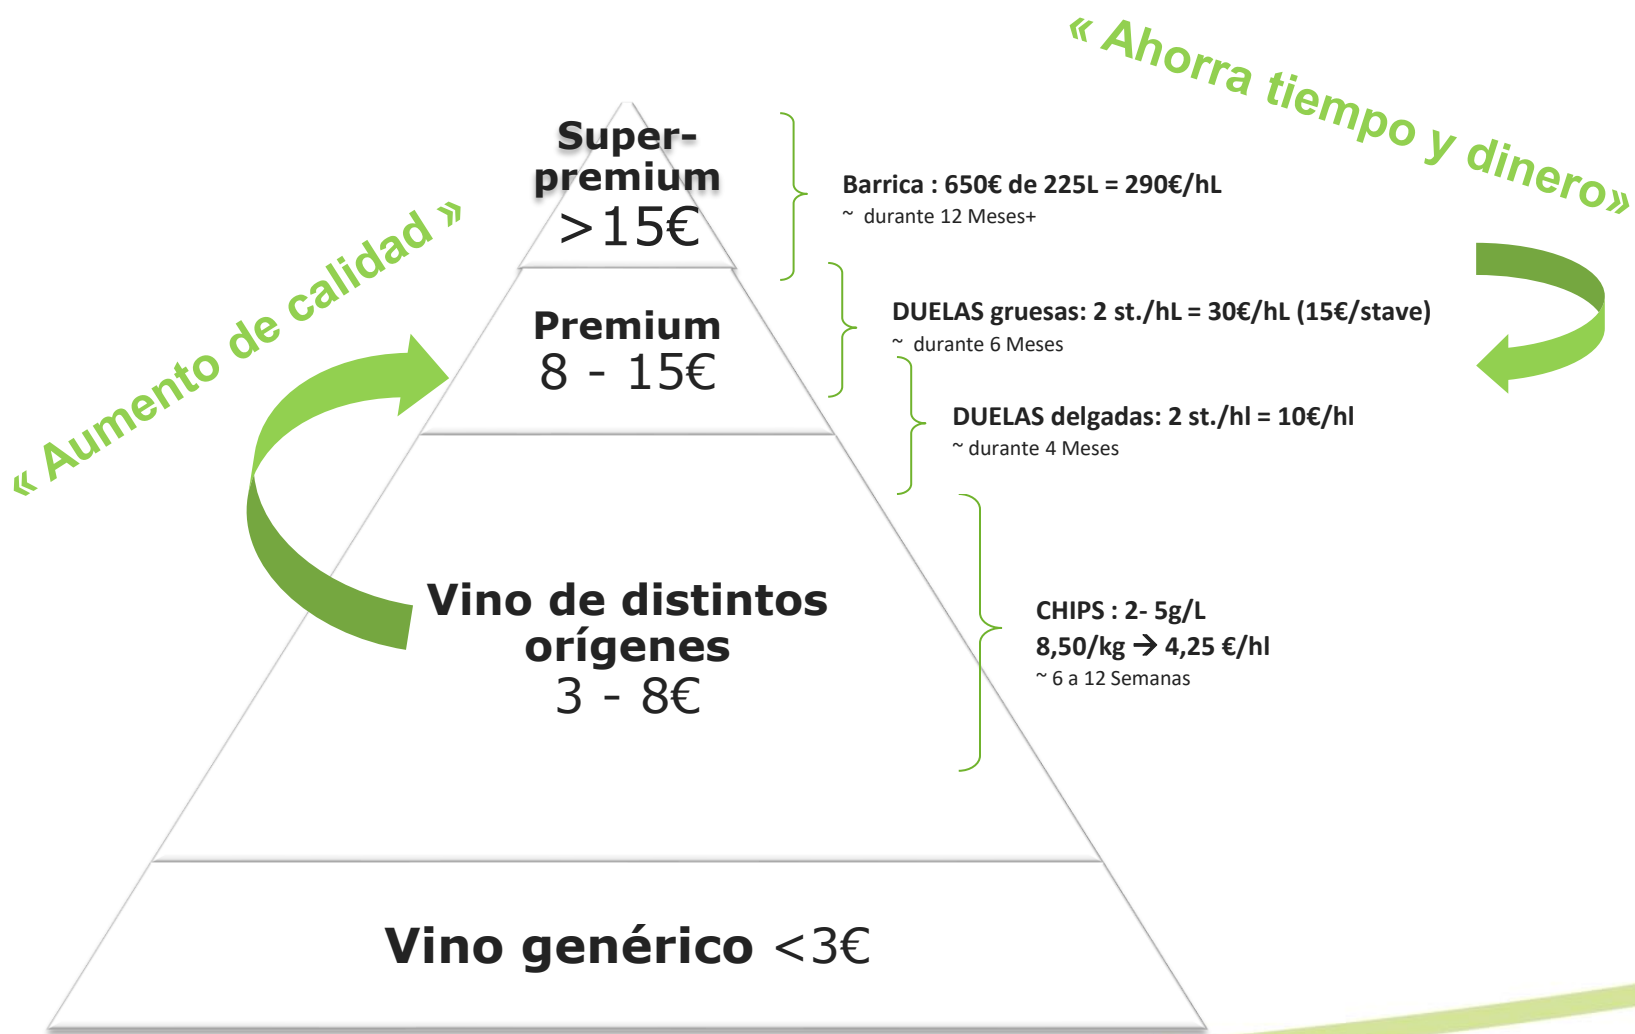 « Ahorra tiempo y dinero»
« Aumento de calidad »
Super-
premium
>15€
Barrica : 650€ de 225L = 290€/hL
~ durante 12 Meses+
Premium
8 - 15€
DUELAS gruesas: 2 st./hL = 30€/hL (15€/stave)
~ durante 6 Meses
DUELAS delgadas: 2 st./hl = 10€/hl
~ durante 4 Meses
Vino de distintos
orígenes
3 - 8€
CHIPS : 2- 5g/L
8,50/kg → 4,25 €/hl
~ 6 a 12 Semanas
Vino genérico <3€